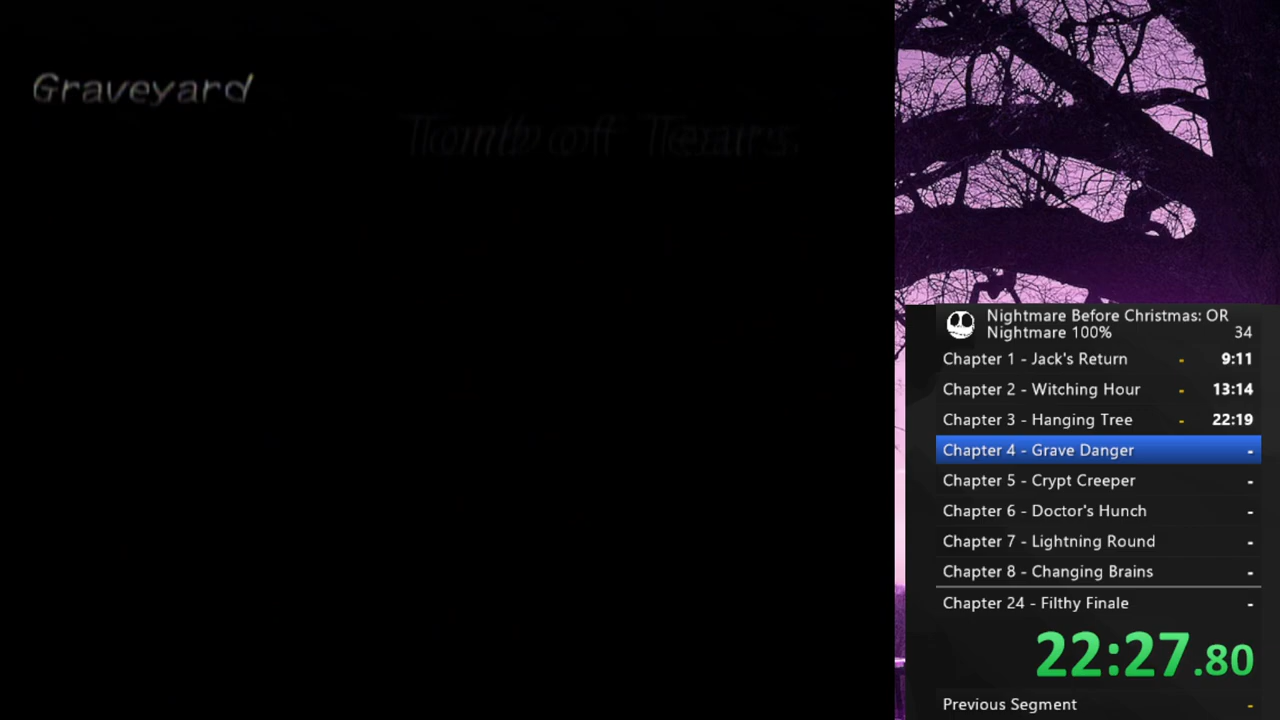 Graveyard
Tomb of Tears
Nightmare Before Christmas: OR
Nightmare 100% 34
Chapter 1 - Jack's Return - 9:11
Chapter 2 - Witching Hour - 13:14
Chapter 3 - Hanging Tree - 22:19
Chapter 4 - Grave Danger -
Chapter 5 - Crypt Creeper -
Chapter 6 - Doctor's Hunch -
Chapter 7 - Lightning Round -
Chapter 8 - Changing Brains -
Chapter 24 - Filthy Finale -
22:27.80
Previous Segment -